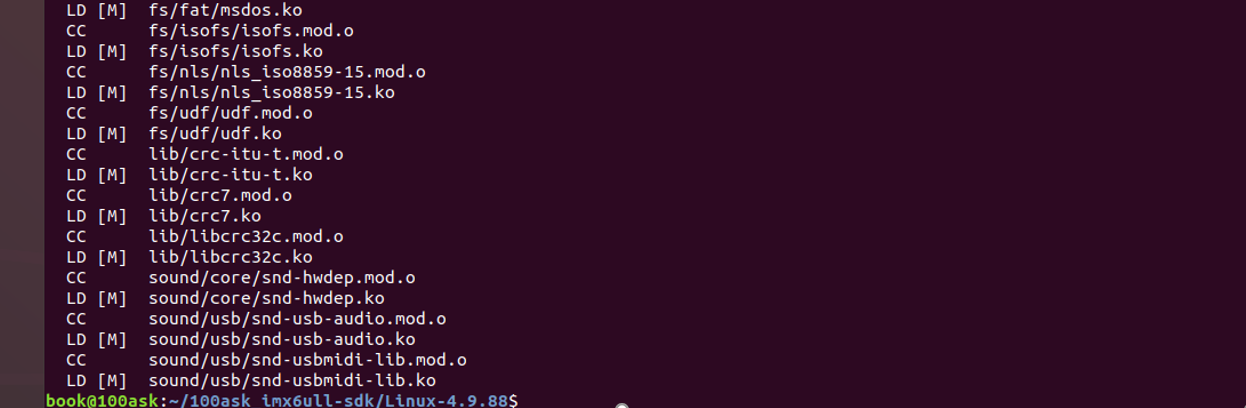 LD [M]  fs/fat/msdos.ko
CC      fs/isofs/isofs.mod.o
LD [M]  fs/isofs/isofs.ko
CC      fs/nls/nls_iso8859-15.mod.o
LD [M]  fs/nls/nls_iso8859-15.ko
CC      fs/udf/udf.mod.o
LD [M]  fs/udf/udf.ko
CC      lib/crc-itu-t.mod.o
LD [M]  lib/crc-itu-t.ko
CC      lib/crc7.mod.o
LD [M]  lib/crc7.ko
CC      lib/libcrc32c.mod.o
LD [M]  lib/libcrc32c.ko
CC      sound/core/snd-hwdep.mod.o
LD [M]  sound/core/snd-hwdep.ko
CC      sound/usb/snd-usb-audio.mod.o
LD [M]  sound/usb/snd-usb-audio.ko
CC      sound/usb/snd-usbmidi-lib.mod.o
LD [M]  sound/usb/snd-usbmidi-lib.ko
book@100ask:~/100ask_imx6ull-sdk/Linux-4.9.88$